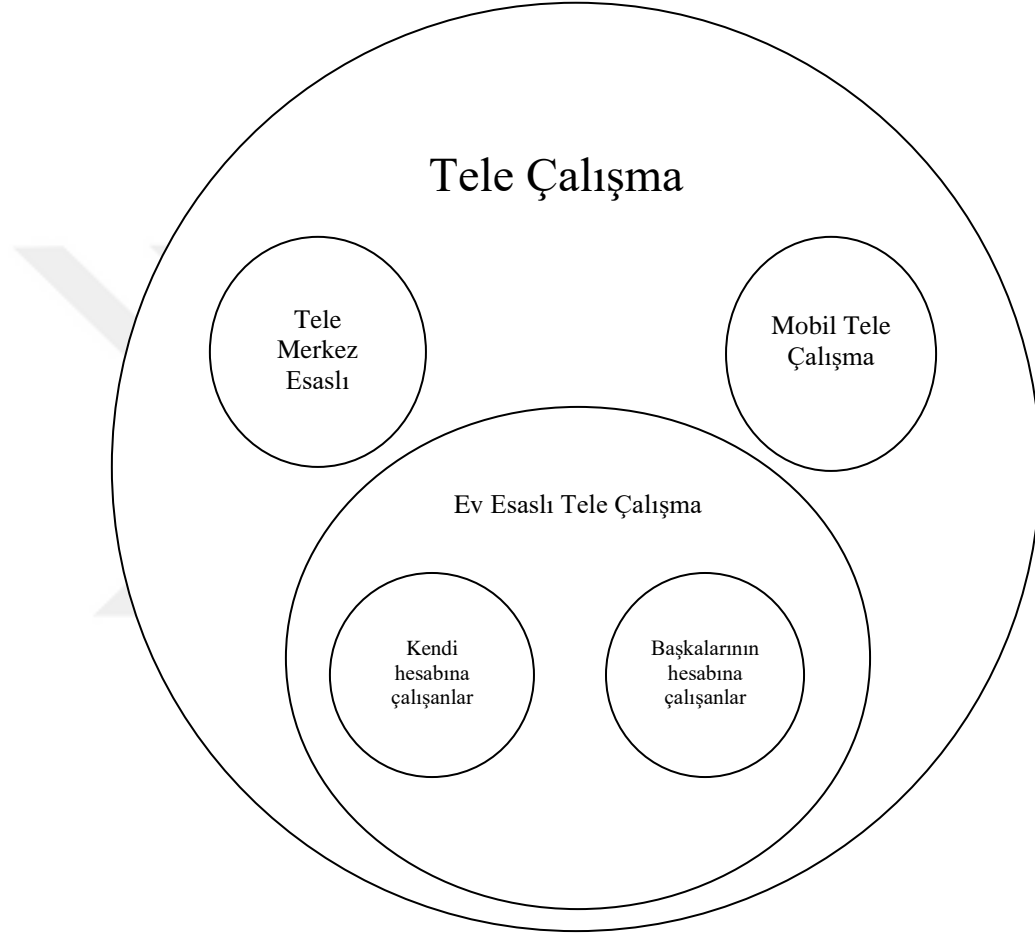 Tele Çalışma
Tele
Merkez
Esaslı
Mobil Tele
Çalışma
Ev Esaslı Tele Çalışma
Kendi
hesabına
çalışanlar
Başkalarının
hesabına
çalışanlar